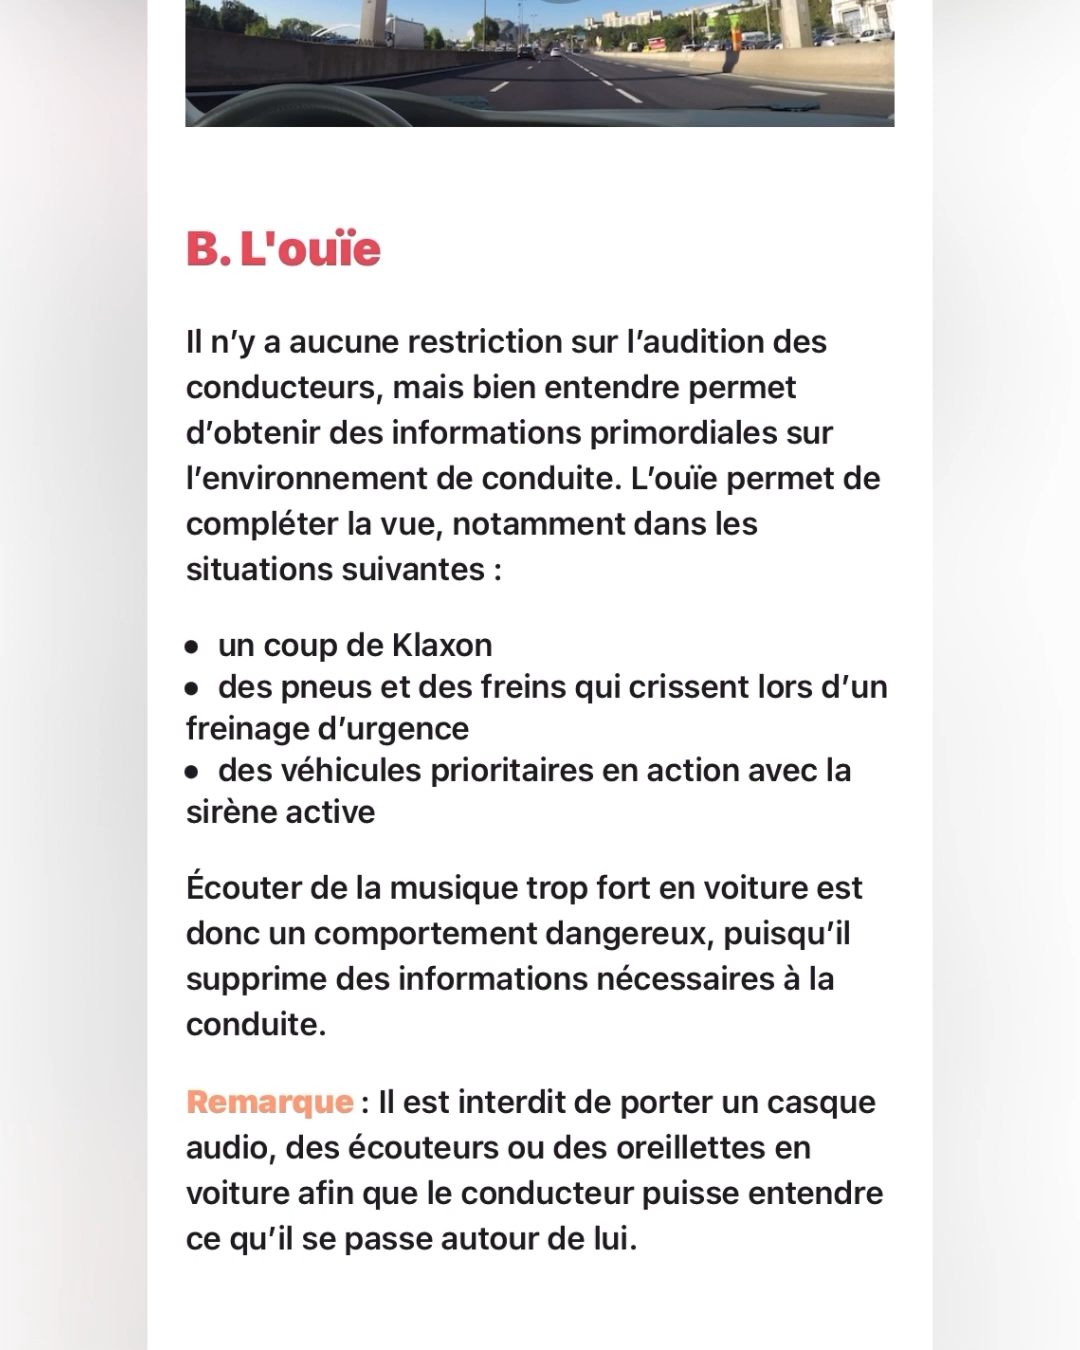 B. L'ouïe
Il n’y a aucune restriction sur l’audition des
conducteurs, mais bien entendre permet
d’obtenir des informations primordiales sur
l’environnement de conduite. L’ouïe permet de
compléter la vue, notamment dans les
situations suivantes :
• un coup de Klaxon
• des pneus et des freins qui crissent lors d’un
freinage d’urgence
• des véhicules prioritaires en action avec la
sirène active
Écouter de la musique trop fort en voiture est
donc un comportement dangereux, puisqu’il
supprime des informations nécessaires à la
conduite.
Remarque : Il est interdit de porter un casque
audio, des écouteurs ou des oreillettes en
voiture afin que le conducteur puisse entendre
ce qu’il se passe autour de lui.